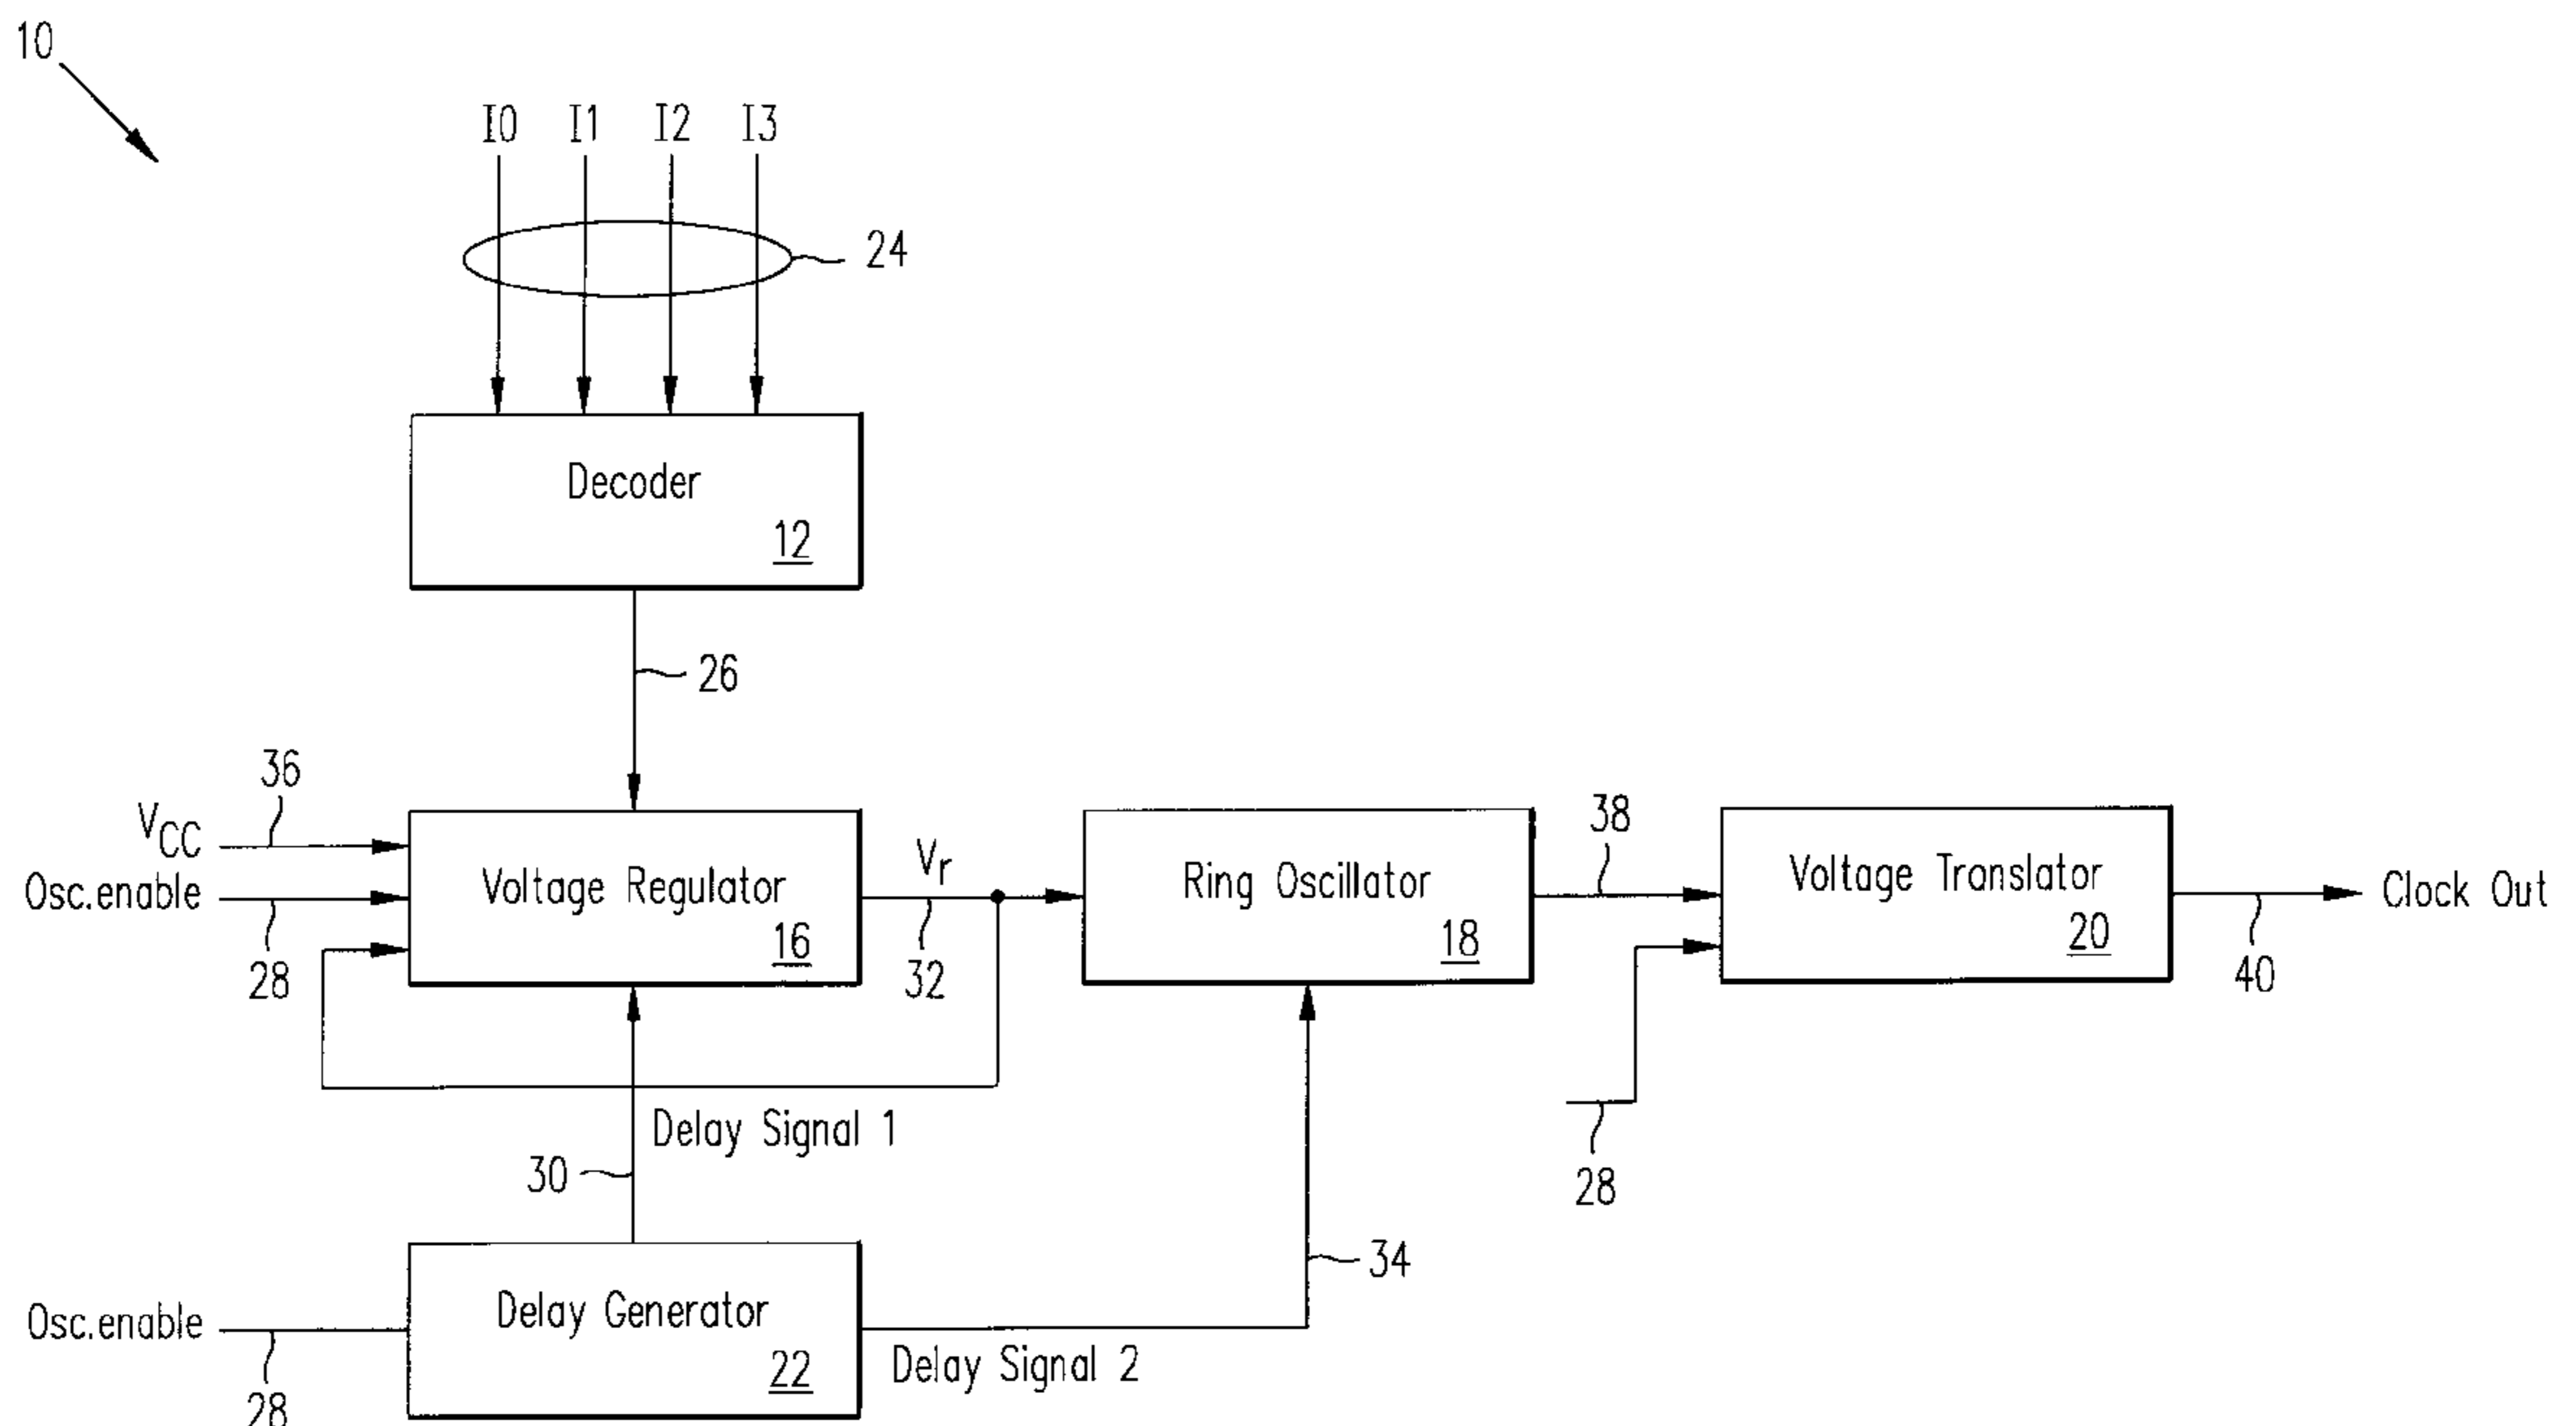 10
I0 I1 I2 I3
24
Decoder
12
26
36
VCC
Osc.enable
28
Voltage Regulator
16
Vr
32
Ring Oscillator
18
38
Voltage Translator
20
40
Clock Out
28
Delay Signal 1
30
34
Osc.enable
28
Delay Generator
22
Delay Signal 2